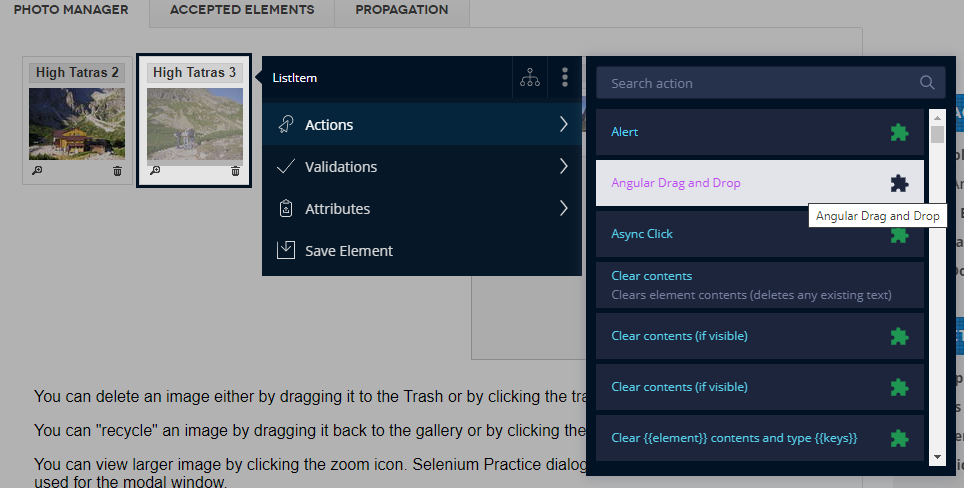 PHOTO MANAGER
ACCEPTED ELEMENTS
PROPAGATION
High Tatras 2
High Tatras 3
ListItem
Actions
Validations
Attributes
Save Element
Search action
Alert
Angular Drag and Drop
Angular Drag and Drop
Async Click
Clear contents
Clears element contents (deletes any existing text)
Clear contents (if visible)
Clear contents (if visible)
Clear {{element}} contents and type {{keys}}
You can delete an image either by dragging it to the Trash or by clicking the
You can "recycle" an image by dragging it back to the gallery or by clicking the
You can view larger image by clicking the zoom icon. Selenium Practice
used for the modal window.